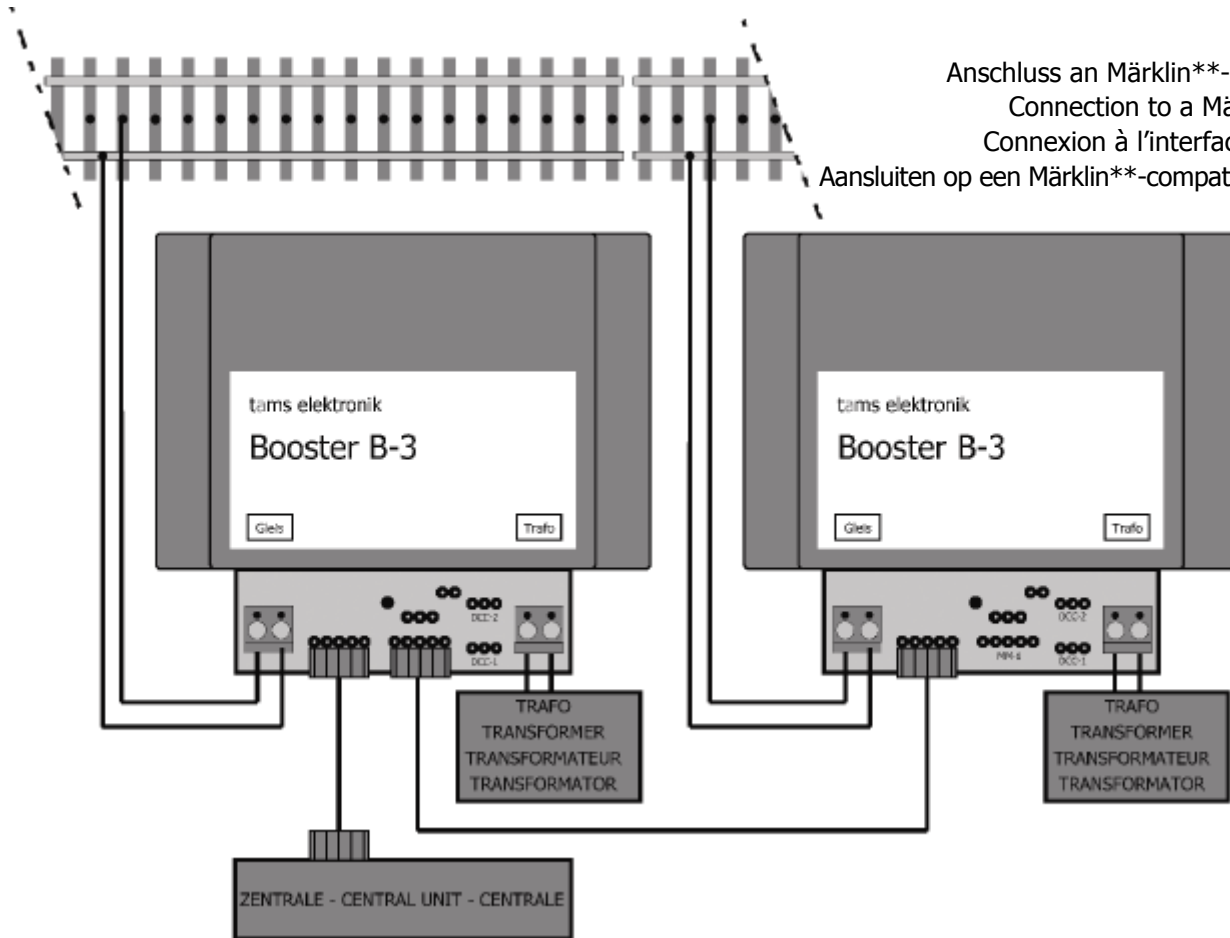 Anschluss an Märklin**-
Connection to a Mä
Connexion à l'interfac
Aansluiten op een Märklin**-compat
tams elektronik
Booster B-3
Gleis
Trafo
DCC-2
DCC-1
TRAFO
TRANSFORMER
TRANSFORMATEUR
TRANSFORMATOR
tams elektronik
Booster B-3
Gleis
Trafo
DCC-2
DCC-1
TRAFO
TRANSFORMER
TRANSFORMATEUR
TRANSFORMATOR
ZENTRALE - CENTRAL UNIT - CENTRALE